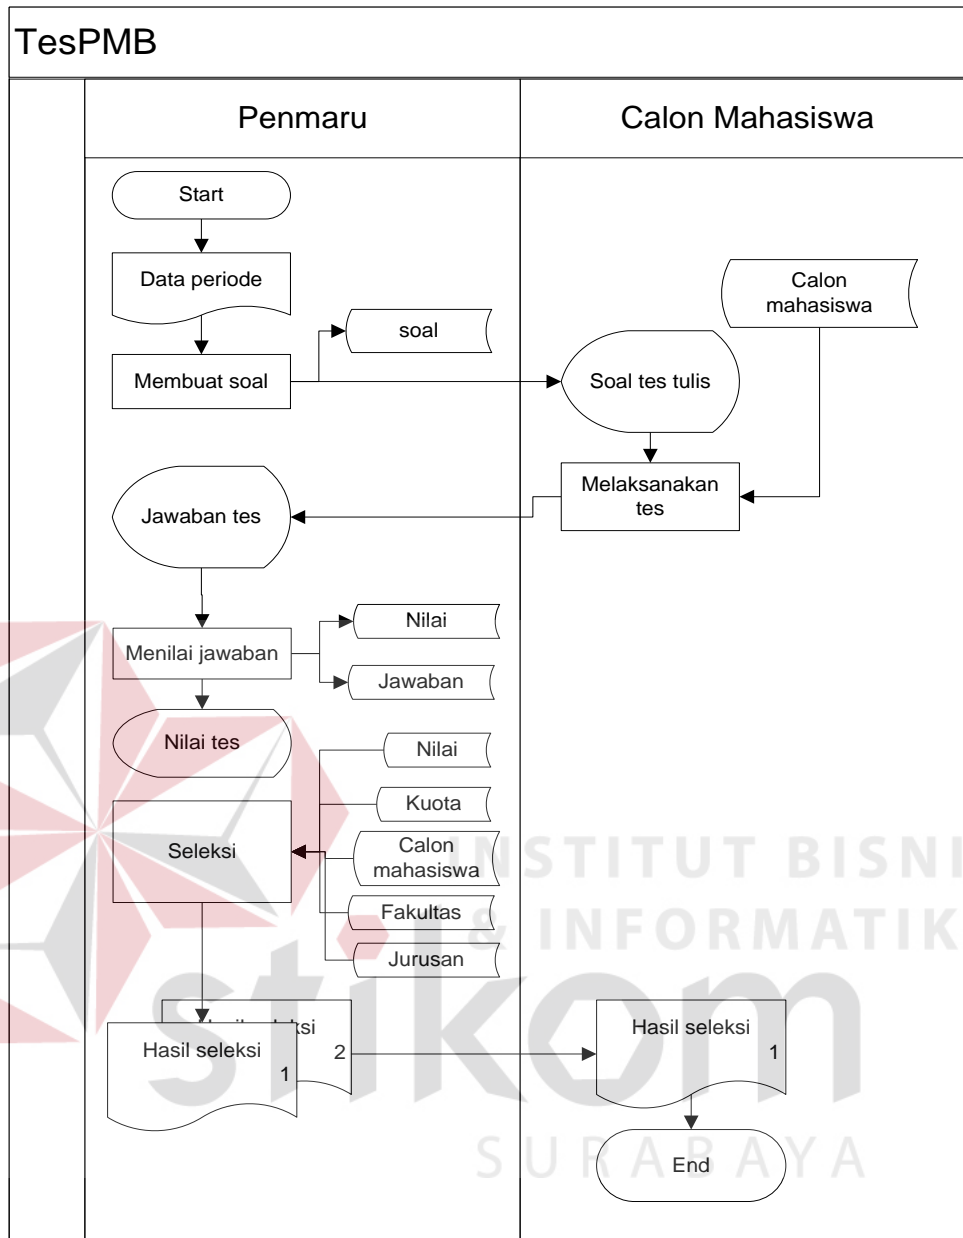 TesPMB
Penmaru
Calon Mahasiswa
Start
Data periode
soal
Calon
mahasiswa
Membuat soal
Soal tes tulis
Melaksanakan
tes
Jawaban tes
Nilai
Menilai jawaban
Jawaban
Nilai tes
Nilai
Kuota
Seleksi
Calon
mahasiswa
INSTITUT BISNI
Fakultas
& INFORMATIK
Jurusan
stikom
Hasil seleksi
2
Hasil seleksi
1
Hasil seleksi
1
SURABAYA
End